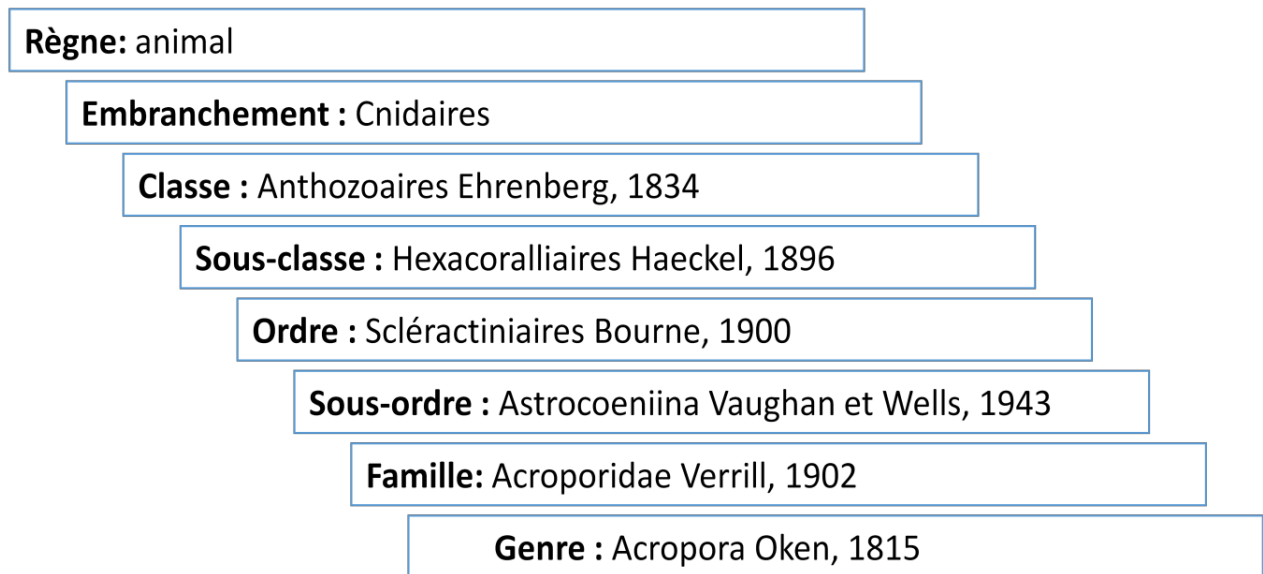 Règne: animal
Embranchement : Cnidaires
Classe : Anthozoaires Ehrenberg, 1834
Sous-classe : Hexacoralliaires Haeckel, 1896
Ordre : Scléractiniaires Bourne, 1900
Sous-ordre : Astrocoeniina Vaughan et Wells, 1943
Famille: Acroporidae Verrill, 1902
Genre : Acropora Oken, 1815